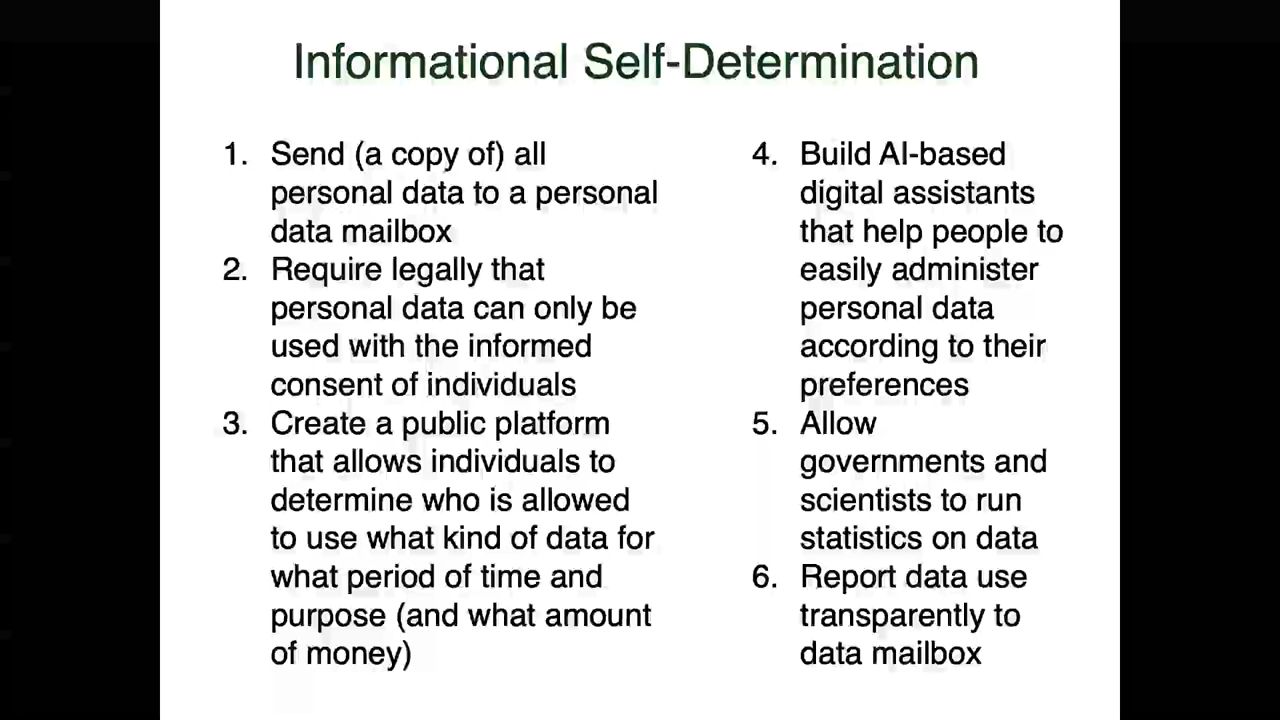 Informational Self-Determination
1. Send (a copy of) all
personal data to a personal
data mailbox
2. Require legally that
personal data can only be
used with the informed
consent of individuals
3. Create a public platform
that allows individuals to
determine who is allowed
to use what kind of data for
what period of time and
purpose (and what amount
of money)
4. Build AI-based
digital assistants
that help people to
easily administer
personal data
according to their
preferences
5. Allow
governments and
scientists to run
statistics on data
6. Report data use
transparently to
data mailbox